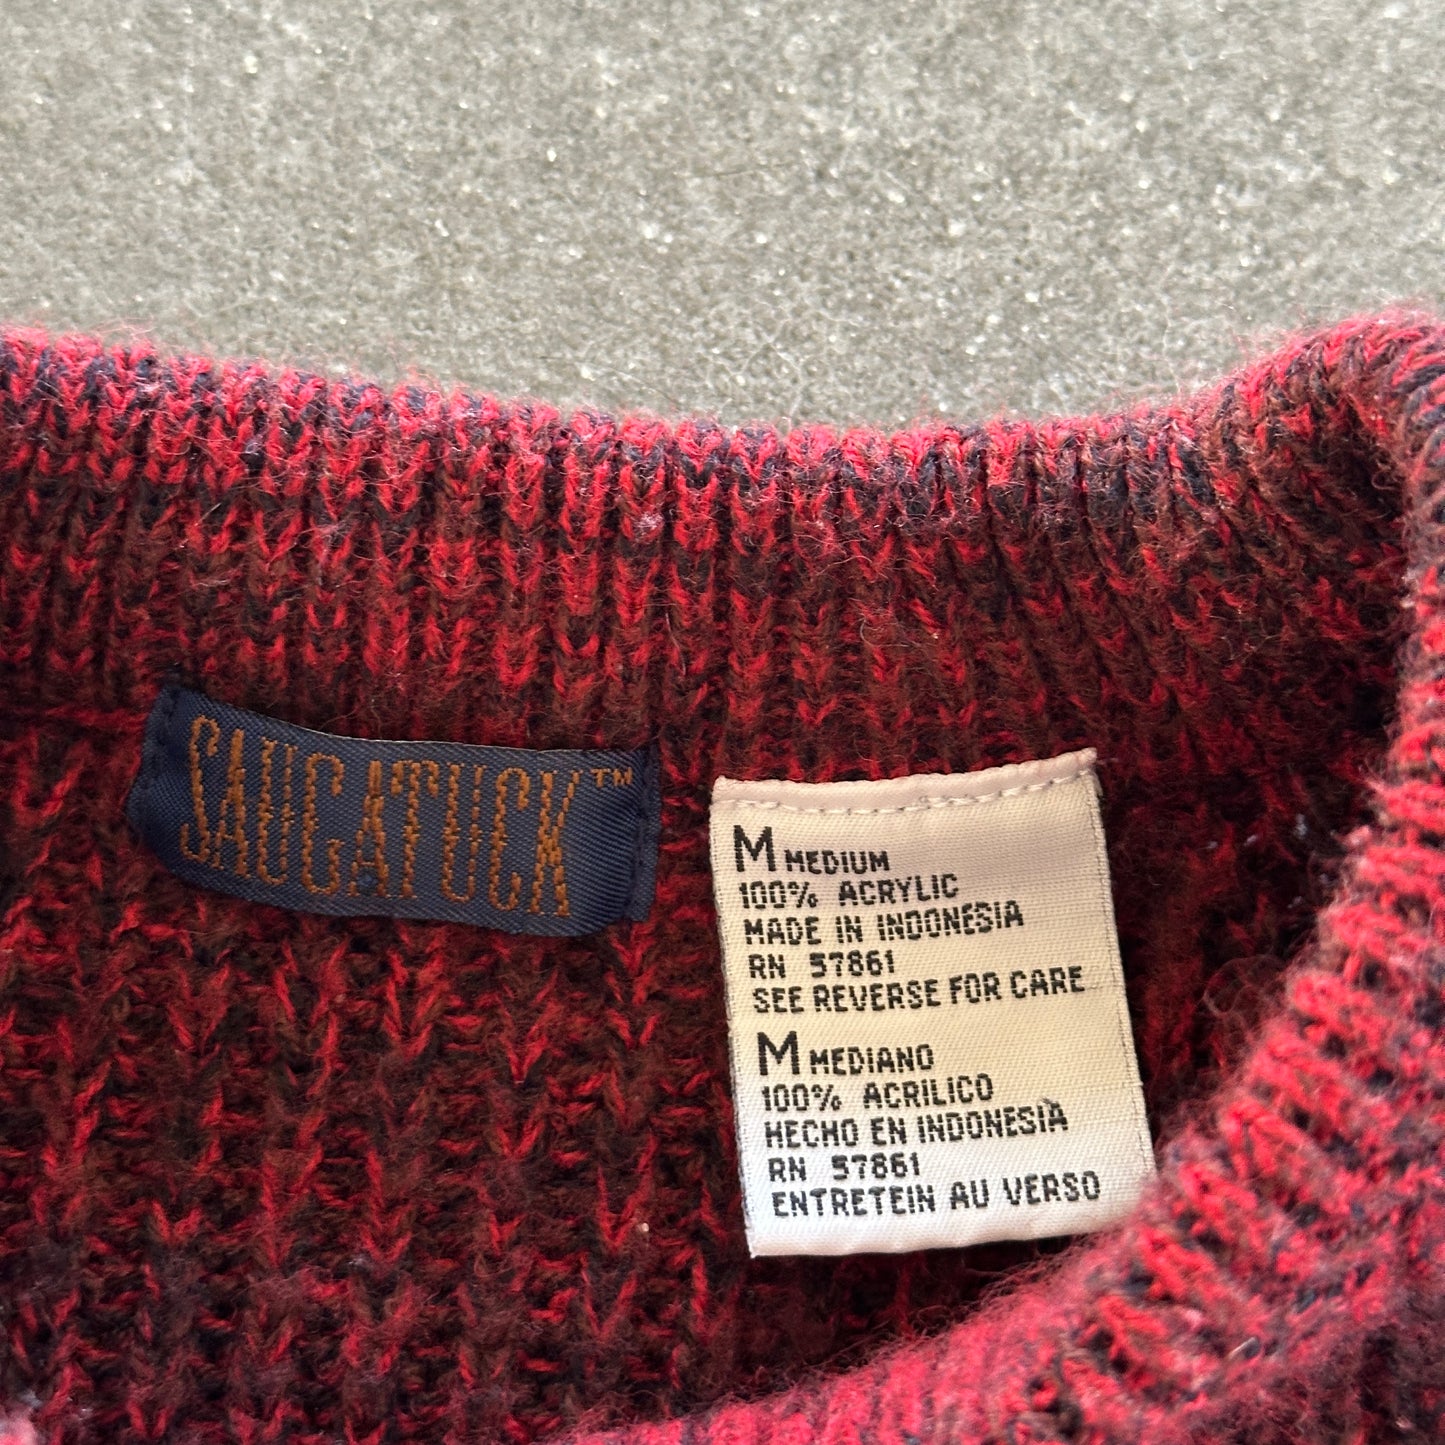 SAUGATUCK™
M MEDIUM
100% ACRYLIC
MADE IN INDONESIA
RN 57861
SEE REVERSE FOR CARE
M MEDIANO
100% ACRILICO
HECHO EN INDONESIA
RN 57861
ENTRETEIN AU VERSO